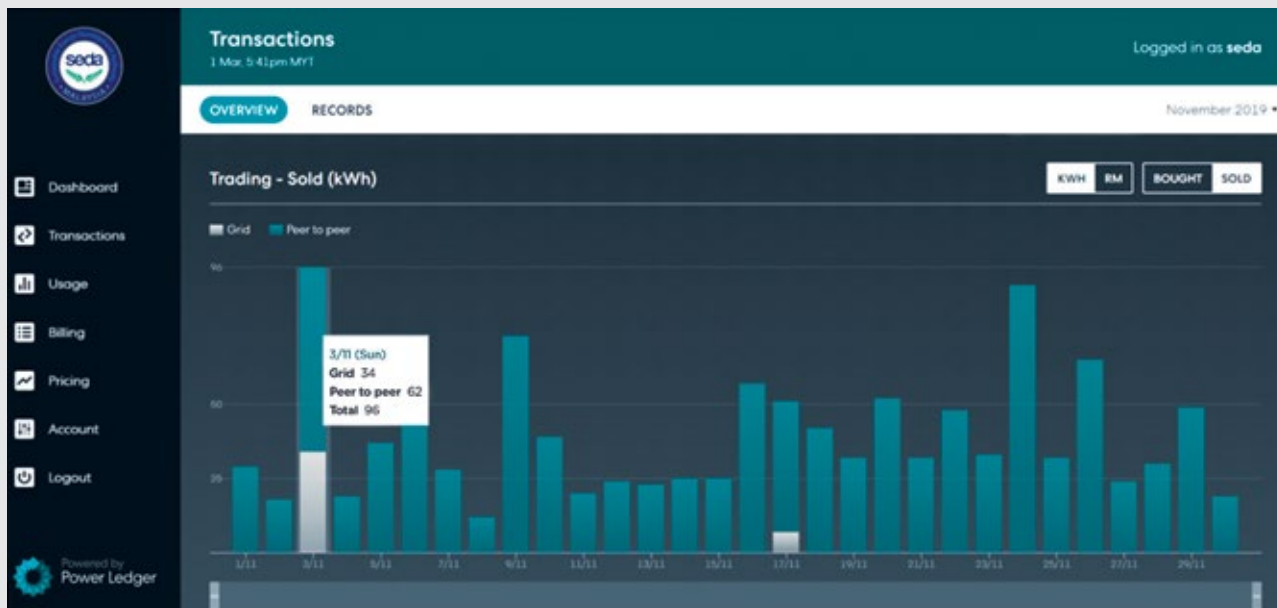 seda
MALAYSIA
Transactions
1 Mar, 5:41pm MYT
Logged in as seda
OVERVIEW RECORDS
November 2019
Dashboard
Transactions
Usage
Billing
Pricing
Account
Logout
Powered by
Power Ledger
Trading - Sold (kWh)
KWH RM BOUGHT SOLD
Grid Peer to peer
96
3/11 (Sun)
Grid 34
Peer to peer 62
Total 96
50
25
1/11 3/11 5/11 7/11 9/11 11/11 13/11 15/11 17/11 19/11 21/11 23/11 25/11 27/11 29/11